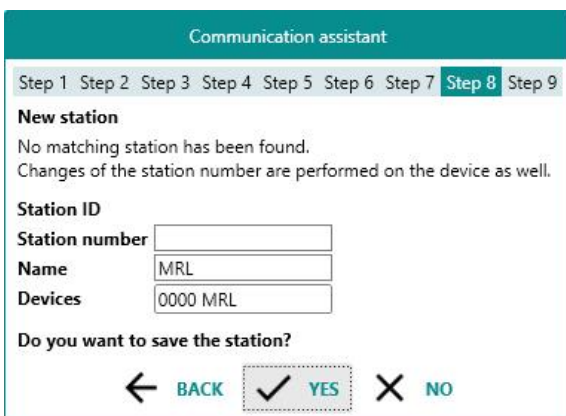 Communication assistant
Step 1 Step 2 Step 3 Step 4 Step 5 Step 6 Step 7 Step 8 Step 9
New station
No matching station has been found.
Changes of the station number are performed on the device as well.
Station ID
Station number
Name MRL
Devices 0000 MRL
Do you want to save the station?
BACK YES NO